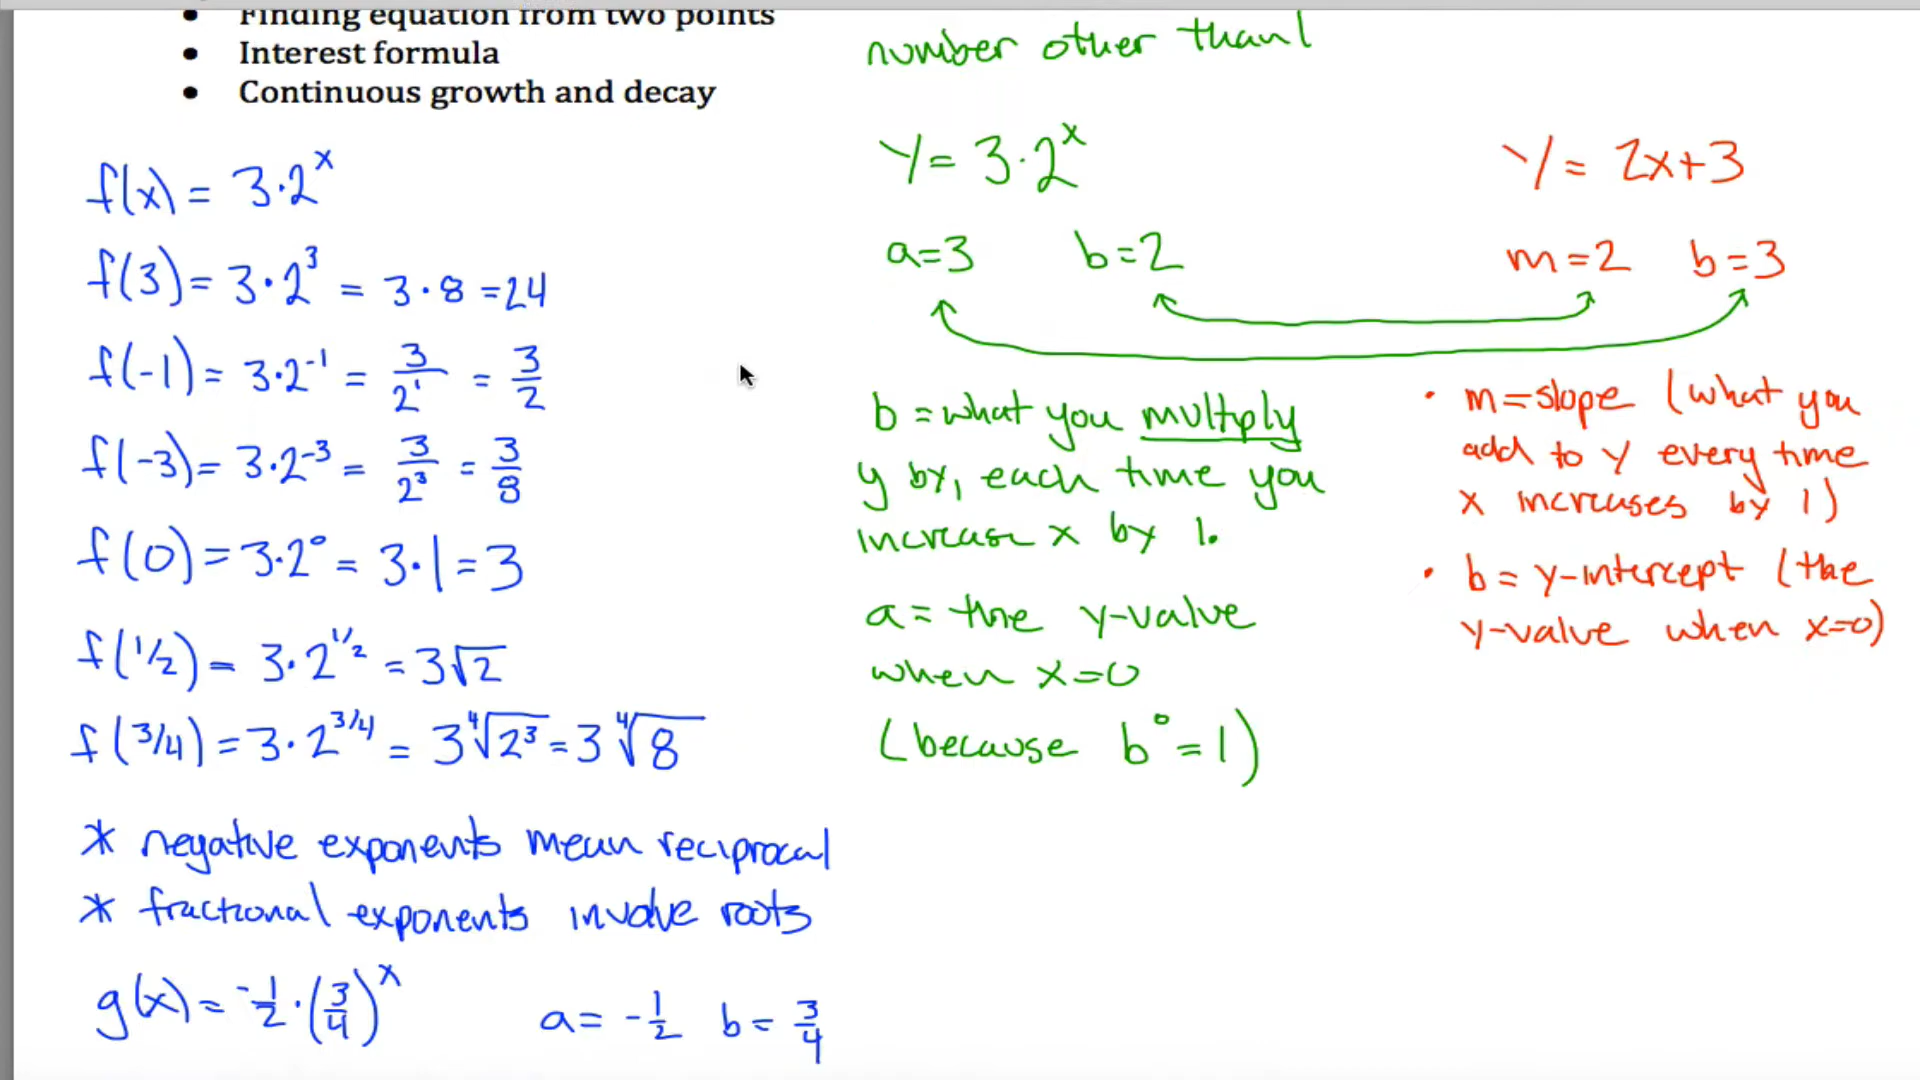 • Finding equation from two points
• Interest formula
• Continuous growth and decay
f(x) = 3·2^x
f(3) = 3·2^3 = 3·8 = 24
f(-1) = 3·2^-1 = 3/2^1 = 3/2
f(-3) = 3·2^-3 = 3/2^3 = 3/8
f(0) = 3·2^0 = 3·1 = 3
f(1/2) = 3·2^1/2 = 3√2
f(3/4) = 3·2^3/4 = 3∜2^3 = 3∜8
* negative exponents mean reciprocal
* fractional exponents involve roots
g(x) = -1/2·(3/4)^x a = -1/2 b = 3/4
number other than 1
y = 3·2^x
a=3 b=2
b = what you multiply
y by, each time you
increase x by 1.
a = the y-value
when x=0
(because b^0 = 1)
y = 2x+3
m=2 b=3
• m=slope (what you
add to y every time
x increases by 1)
• b = y-intercept (the
y-value when x=0)